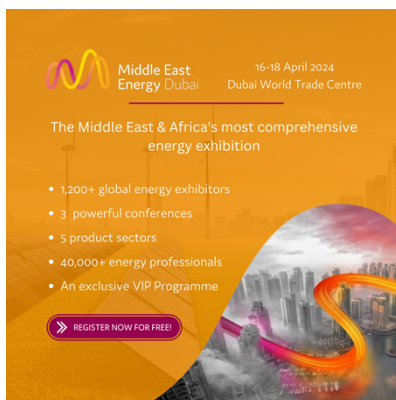 Middle East
Energy Dubai
16-18 April 2024
Dubai World Trade Centre
The Middle East & Africa's most comprehensive
energy exhibition
• 1,200+ global energy exhibitors
• 3 powerful conferences
• 5 product sectors
• 40,000+ energy professionals
• An exclusive VIP Programme
REGISTER NOW FOR FREE!